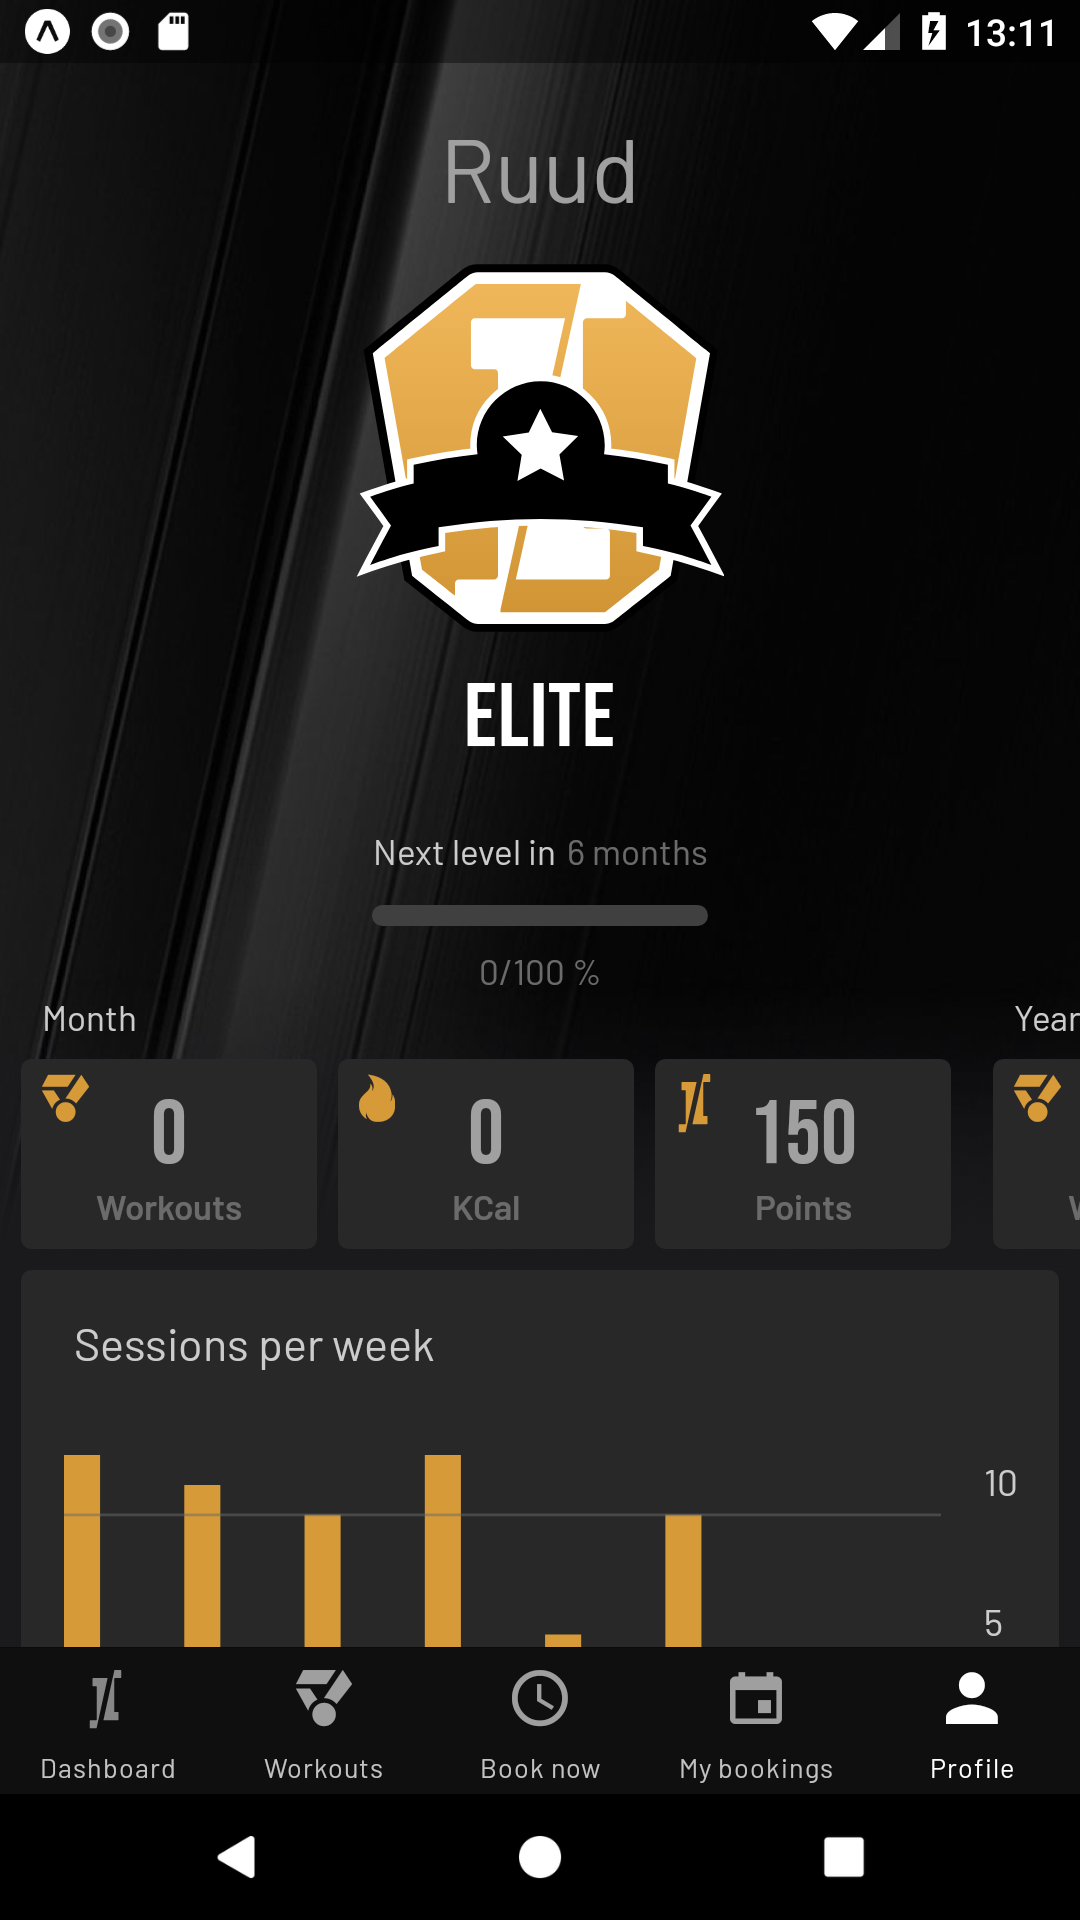 13:11
Ruud
ELITE
Next level in 6 months
0/100 %
Month
Year
0
Workouts
0
KCal
150
Points
Sessions per week
10
5
Dashboard
Workouts
Book now
My bookings
Profile